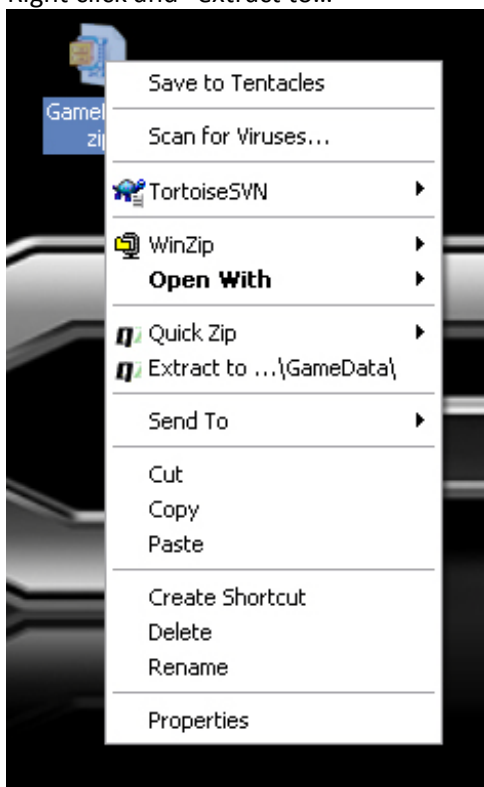 Right click and “Extract to…
Save to Tentacles
Scan for Viruses...
TortoiseSVN
WinZip
Open With
Quick Zip
Extract to ...\GameData\
Send To
Cut
Copy
Paste
Create Shortcut
Delete
Rename
Properties